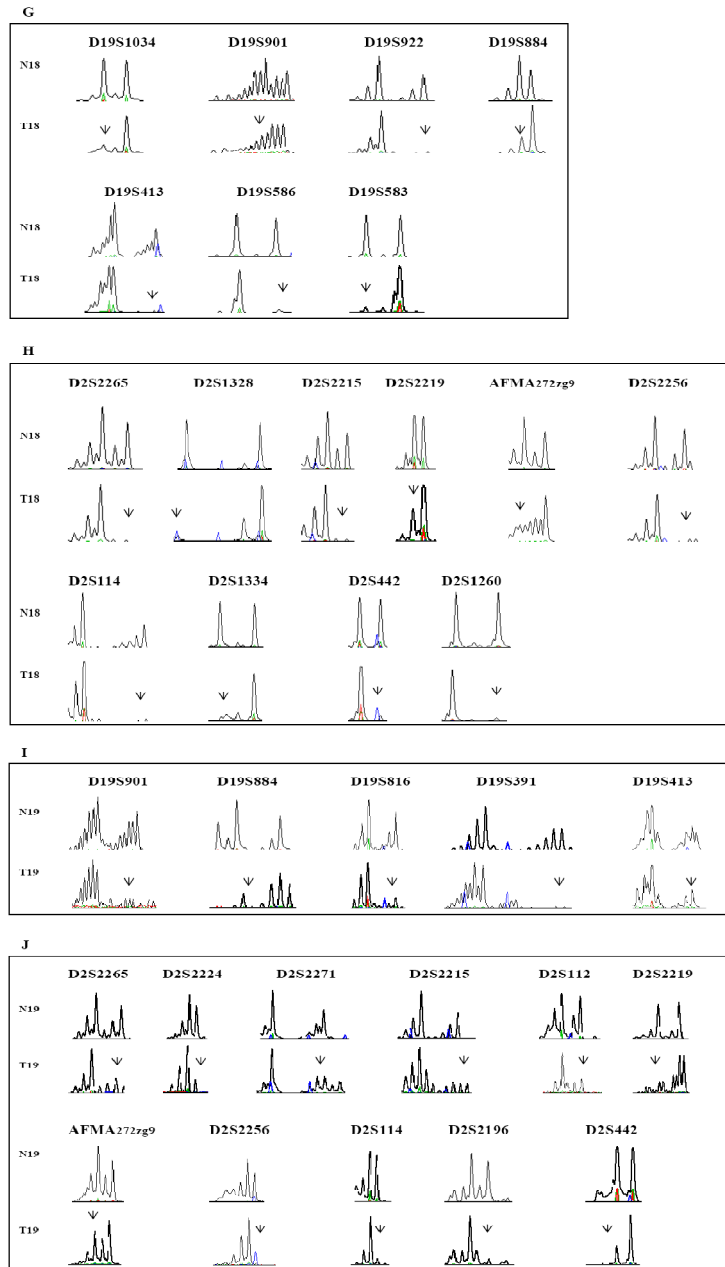 G
D19S1034 D19S901 D19S922 D19S884
N18
T18
D19S413 D19S586 D19S583
N18
T18
H
D2S2265 D2S1328 D2S2215 D2S2219 AFMA272zg9 D2S2256
N18
T18
D2S114 D2S1334 D2S442 D2S1260
N18
T18
I
D19S901 D19S884 D19S816 D19S391 D19S413
N19
T19
J
D2S2265 D2S2224 D2S2271 D2S2215 D2S112 D2S2219
N19
T19
AFMA272zg9 D2S2256 D2S114 D2S2196 D2S442
N19
T19